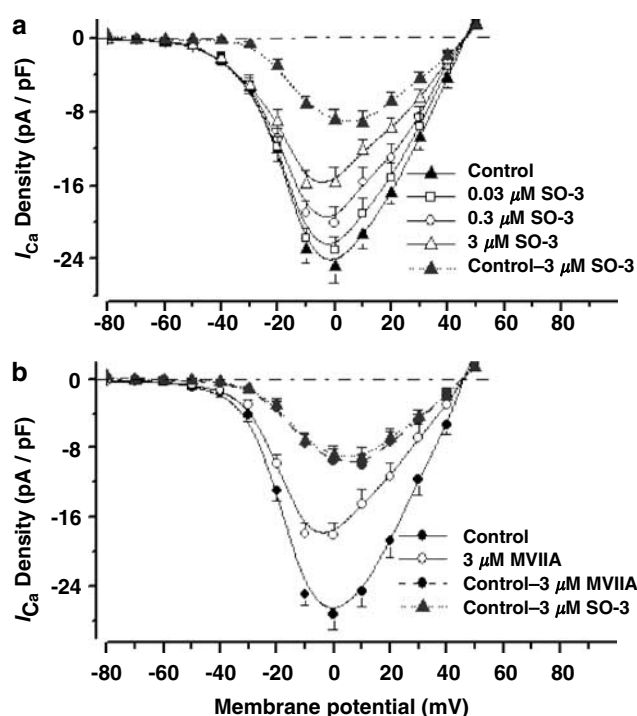 a
I_Ca Density (pA / pF)
0
-8
-16
-24
Control
0.03 μM SO-3
0.3 μM SO-3
3 μM SO-3
Control–3 μM SO-3
-80 -60 -40 -20 0 20 40 60 80
b
I_Ca Density (pA / pF)
0
-8
-16
-24
Control
3 μM MVIIA
Control–3 μM MVIIA
Control–3 μM SO-3
-80 -60 -40 -20 0 20 40 60 80
Membrane potential (mV)